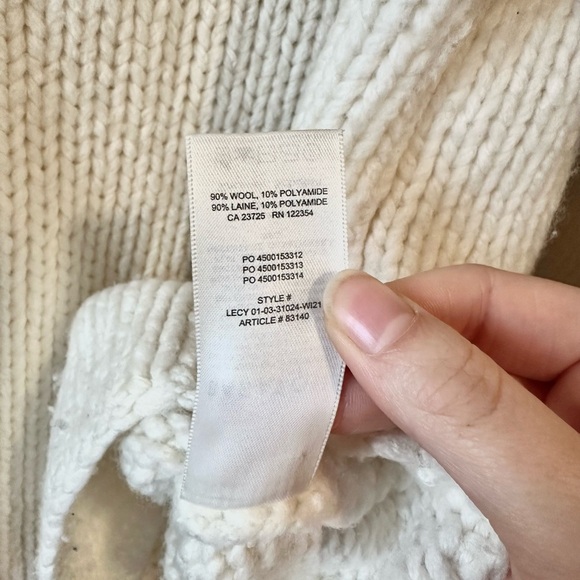 90% WOOL, 10% POLYAMIDE
90% LAINE, 10% POLYAMIDE
CA 23725 RN 122354
PO 4500153312
PO 4500153313
PO 4500153314
STYLE #
LECY 01-03-31024-WI21
ARTICLE # 83140